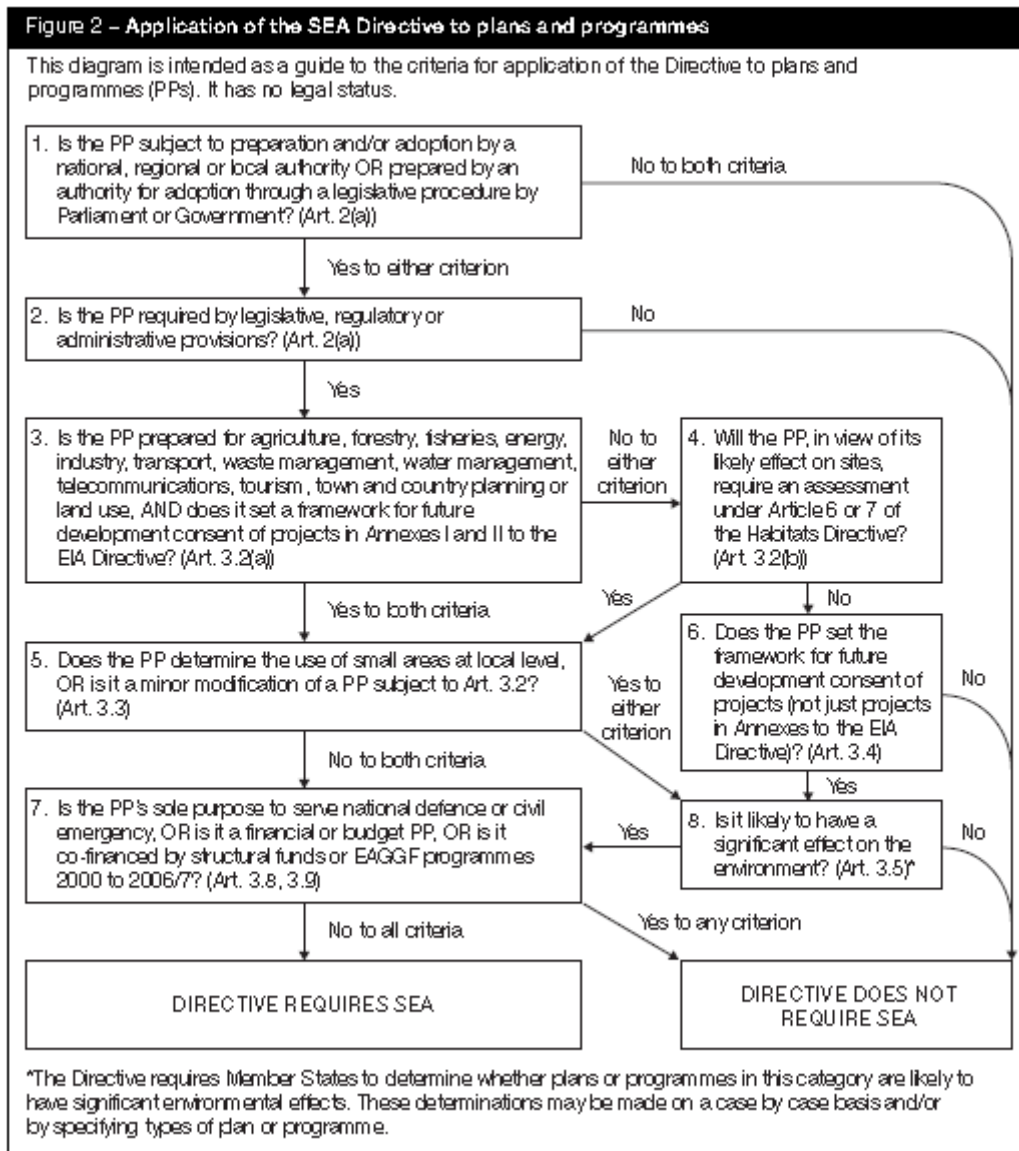 Figure 2 – Application of the SEA Directive to plans and programmes
This diagram is intended as a guide to the criteria for application of the Directive to plans and
programmes (PPs). It has no legal status.
1. Is the PP subject to preparation and/or adoption by a
national, regional or local authority OR prepared by an
authority for adoption through a legislative procedure by
Parliament or Government? (Art. 2(a))
No to both criteria
Yes to either criterion
2. Is the PP required by legislative, regulatory or
administrative provisions? (Art. 2(a))
No
Yes
3. Is the PP prepared for agriculture, forestry, fisheries, energy,
industry, transport, waste management, water management,
telecommunications, tourism, town and country planning or
land use, AND does it set a framework for future
development consent of projects in Annexes I and II to the
EIA Directive? (Art. 3.2(a))
No to
either
criterion
4. Will the PP, in view of its
likely effect on sites,
require an assessment
under Article 6 or 7 of
the Habitats Directive?
(Art. 3.2(b))
Yes to both criteria
Yes
No
5. Does the PP determine the use of small areas at local level,
OR is it a minor modification of a PP subject to Art. 3.2?
(Art. 3.3)
Yes to
either
criterion
6. Does the PP set the
framework for future
development consent of
projects (not just projects
in Annexes to the EIA
Directive)? (Art. 3.4)
No
No to both criteria
Yes
7. Is the PP's sole purpose to serve national defence or civil
emergency, OR is it a financial or budget PP, OR is it
co-financed by structural funds or EAGGF programmes
2000 to 2006/7? (Art. 3.8, 3.9)
Yes
8. Is it likely to have a
significant effect on the
environment? (Art. 3.5)*
No
No to all criteria
Yes to any criterion
DIRECTIVE REQUIRES SEA
DIRECTIVE DOES NOT
REQUIRE SEA
*The Directive requires Member States to determine whether plans or programmes in this category are likely to
have significant environmental effects. These determinations may be made on a case by case basis and/or
by specifying types of plan or programme.